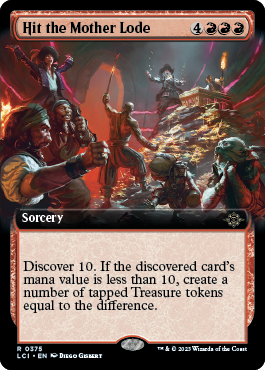 Hit the Mother Lode 4
Sorcery
Discover 10. If the discovered card's
mana value is less than 10, create a
number of tapped Treasure tokens
equal to the difference.
R 0375
LCI • EN Diego Gisbert
™ & © 2023 Wizards of the Coast